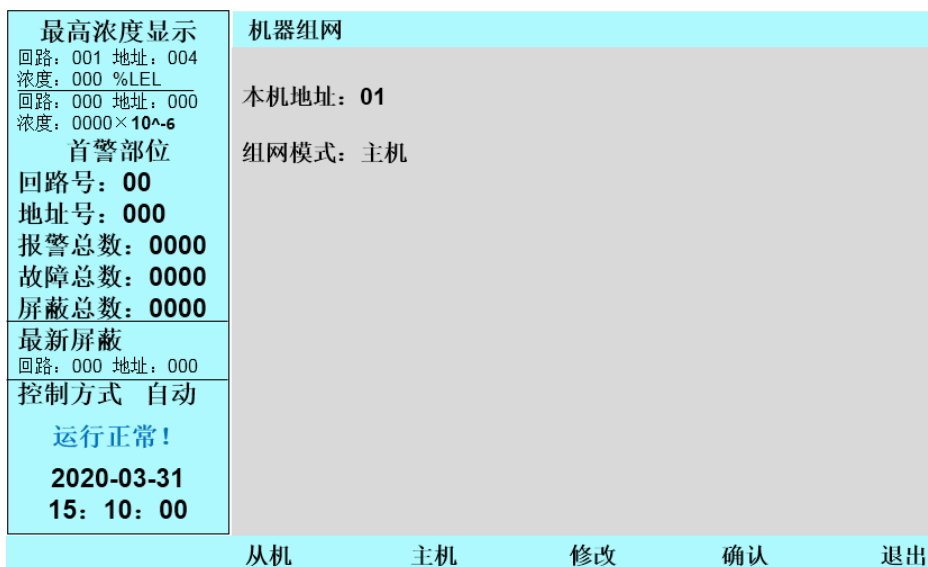 最高浓度显示
回路：001 地址：004
浓度：000 %LEL
回路：000 地址：000
浓度：0000×10^-6
首警部位
回路号：00
地址号：000
报警总数：0000
故障总数：0000
屏蔽总数：0000
最新屏蔽
回路：000 地址：000
控制方式 自动
运行正常！
2020-03-31
15：10：00
机器组网
本机地址：01
组网模式：主机
从机 主机 修改 确认 退出